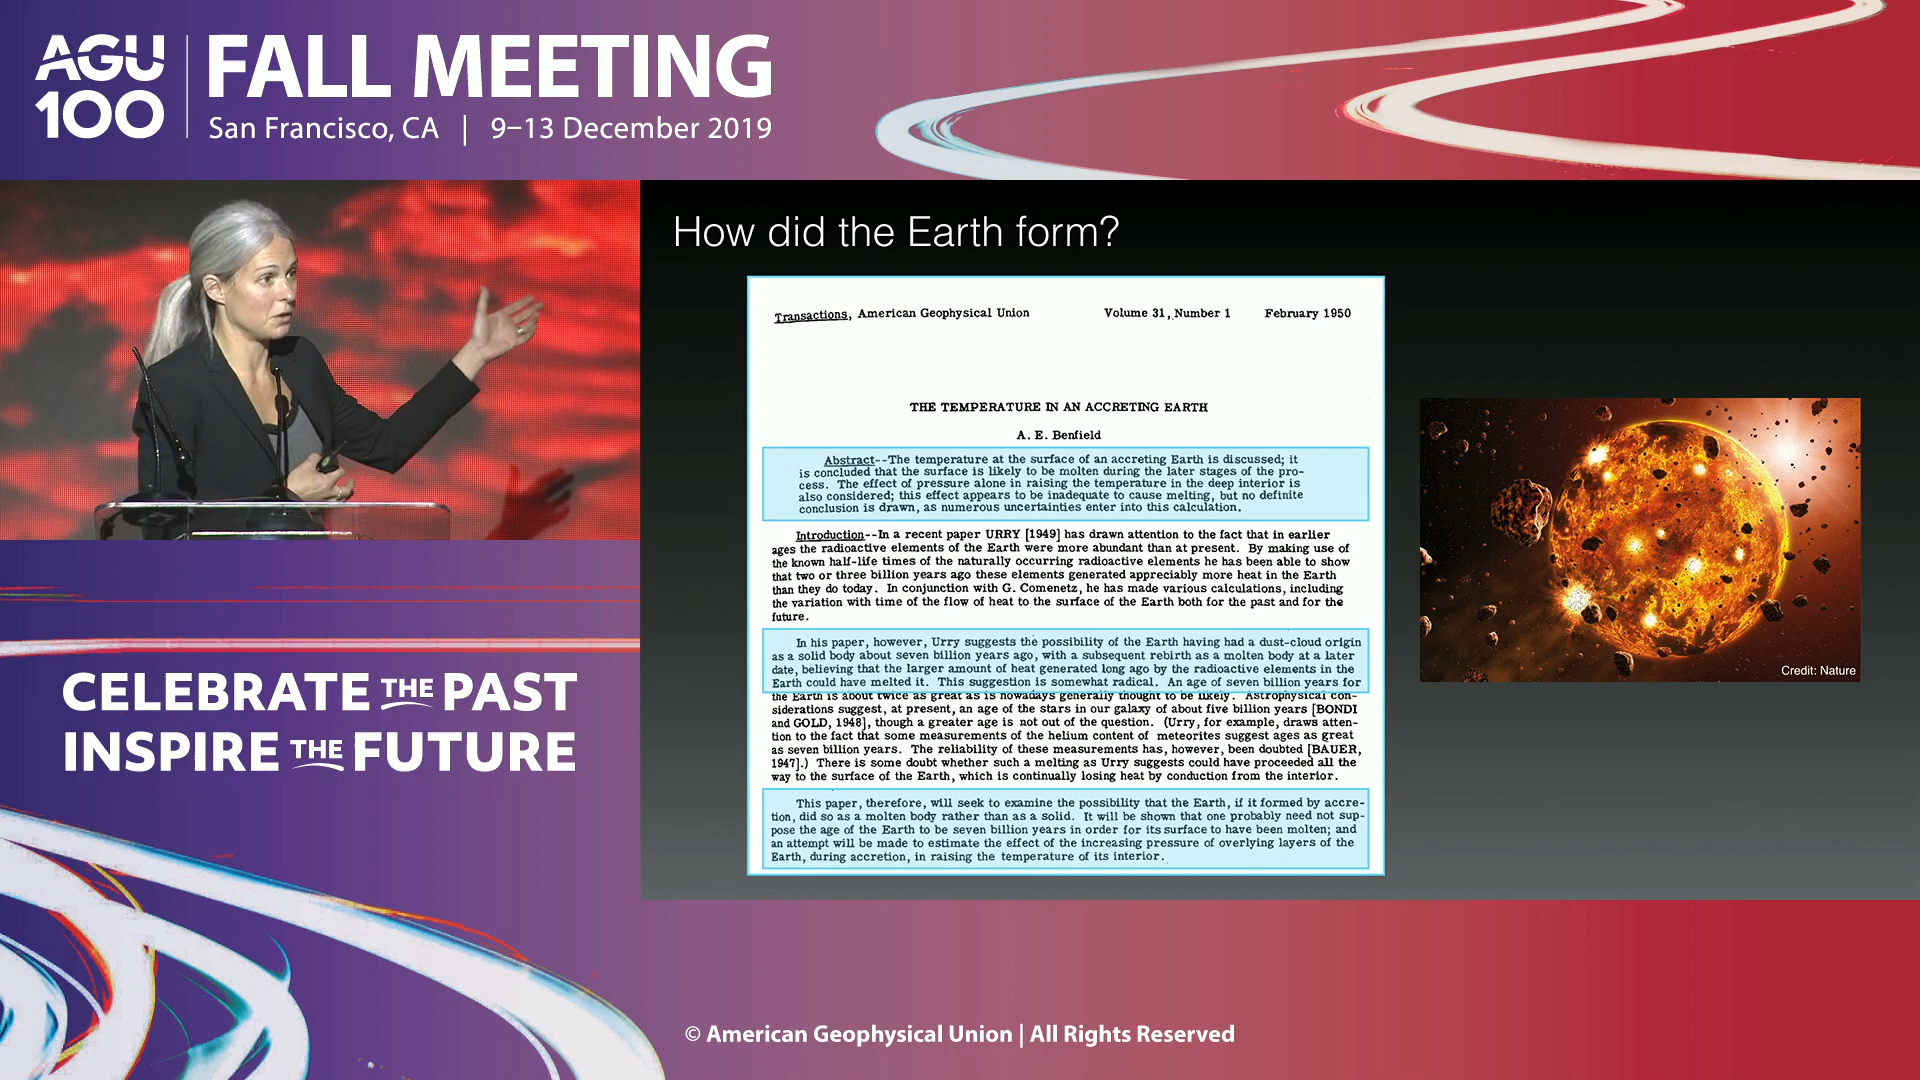 AGU
100
FALL MEETING
San Francisco, CA | 9–13 December 2019
How did the Earth form?
Transactions, American Geophysical Union Volume 31, Number 1 February 1950
THE TEMPERATURE IN AN ACCRETING EARTH
A. E. Benfield
Abstract--The temperature at the surface of an accreting Earth is discussed; it
is concluded that the surface is likely to be molten during the later stages of the pro-
cess. The effect of pressure alone in raising the temperature in the deep interior is
also considered; this effect appears to be inadequate to cause melting, but no definite
conclusion is drawn, as numerous uncertainties enter into this calculation.
Introduction--In a recent paper URRY [1949] has drawn attention to the fact that in earlier
ages the radioactive elements of the Earth were more abundant than at present. By making use of
the known half-life times of the naturally occurring radioactive elements he has been able to show
that two or three billion years ago these elements generated appreciably more heat in the Earth
than they do today. In conjunction with G. Comenetz, he has made various calculations, including
the variation with time of the flow of heat to the surface of the Earth both for the past and for the
future.
In his paper, however, Urry suggests the possibility of the Earth having had a dust-cloud origin
as a solid body about seven billion years ago, with a subsequent rebirth as a molten body at a later
date, believing that the larger amount of heat generated long ago by the radioactive elements in the
Earth could have melted it. This suggestion is somewhat radical. An age of seven billion years for
the Earth is about twice as great as is nowadays generally thought to be likely. Astrophysical con-
siderations suggest, at present, an age of the stars in our galaxy of about five billion years [BONDI
and GOLD, 1948], though a greater age is not out of the question. (Urry, for example, draws atten-
tion to the fact that some measurements of the helium content of meteorites suggest ages as great
as seven billion years. The reliability of these measurements has, however, been doubted [BAUER,
1947].) There is some doubt whether such a melting as Urry suggests could have proceeded all the
way to the surface of the Earth, which is continually losing heat by conduction from the interior.
This paper, therefore, will seek to examine the possibility that the Earth, if it formed by accre-
tion, did so as a molten body rather than as a solid. It will be shown that one probably need not sup-
pose the age of the Earth to be seven billion years in order for its surface to have been molten; and
an attempt will be made to estimate the effect of the increasing pressure of overlying layers of the
Earth, during accretion, in raising the temperature of its interior.
Credit: Nature
CELEBRATE THE PAST
INSPIRE THE FUTURE
© American Geophysical Union | All Rights Reserved